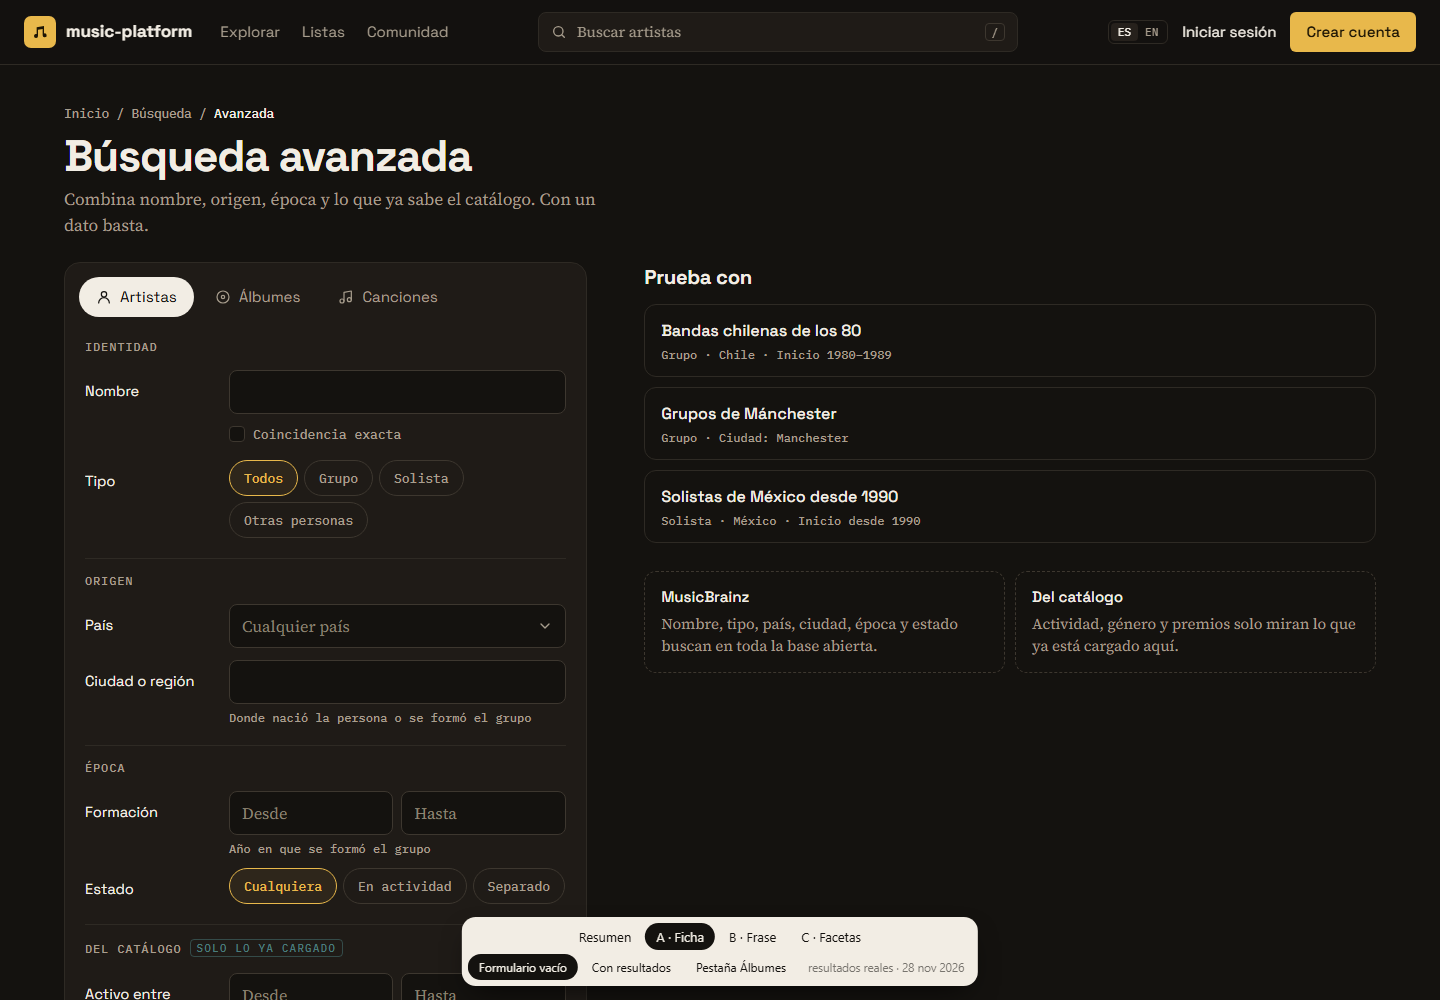 music-platform
Explorar
Listas
Comunidad
Buscar artistas
/
ES
EN
Iniciar sesión
Crear cuenta
Inicio / Búsqueda / Avanzada
Búsqueda avanzada
Combina nombre, origen, época y lo que ya sabe el catálogo. Con un
dato basta.
Artistas
Álbumes
Canciones
IDENTIDAD
Nombre
Coincidencia exacta
Tipo
Todos
Grupo
Solista
Otras personas
ORIGEN
País
Cualquier país
Ciudad o región
Donde nació la persona o se formó el grupo
ÉPOCA
Formación
Desde
Hasta
Año en que se formó el grupo
Estado
Cualquiera
En actividad
Separado
DEL CATÁLOGO
SOLO LO YA CARGADO
Activo entre
Desde
Hasta
Prueba con
Bandas chilenas de los 80
Grupo · Chile · Inicio 1980–1989
Grupos de Mánchester
Grupo · Ciudad: Manchester
Solistas de México desde 1990
Solista · México · Inicio desde 1990
MusicBrainz
Nombre, tipo, país, ciudad, época y estado
buscan en toda la base abierta.
Del catálogo
Actividad, género y premios solo miran lo que
ya está cargado aquí.
Resumen
A · Ficha
B · Frase
C · Facetas
Formulario vacío
Con resultados
Pestaña Álbumes
resultados reales · 28 nov 2026